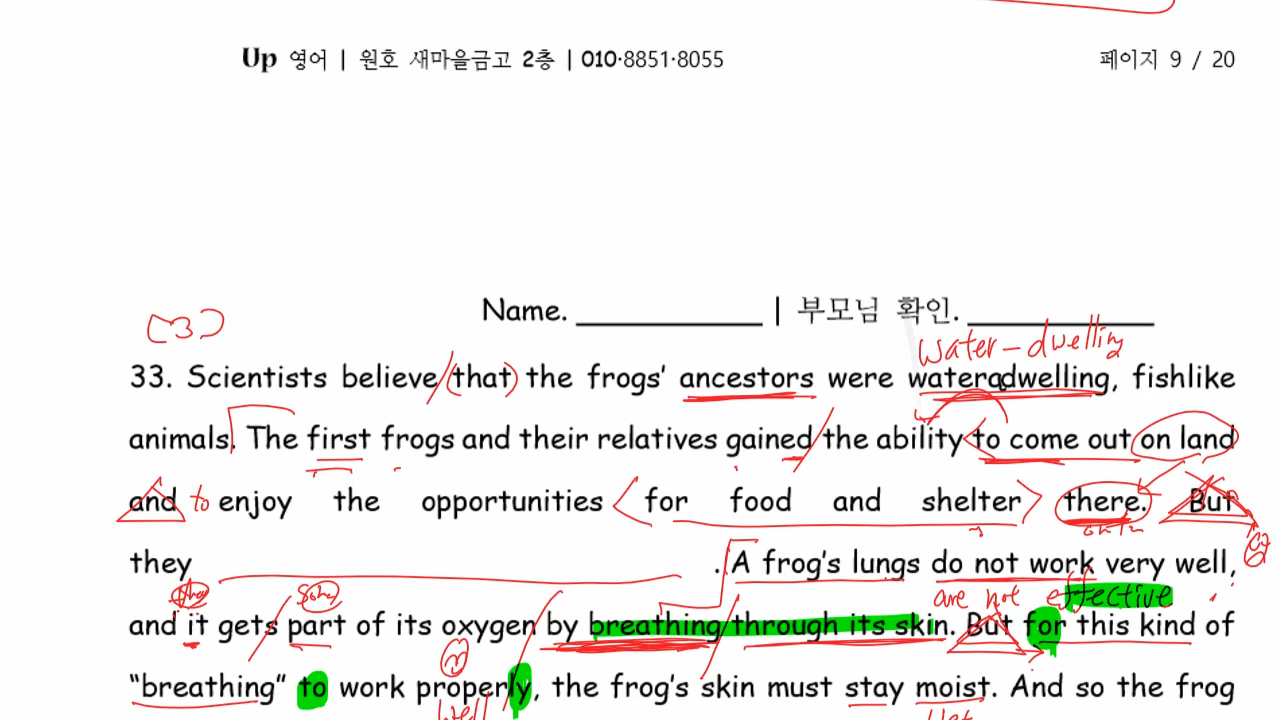 Up 영어 | 원호 새마을금고 2층 | 010·8851·8055
페이지 9 / 20
Name. ____________ | 부모님 확인. ____________
(3)
water-dwelling
33. Scientists believe (that) the frogs' ancestors were waterqdwelling, fishlike
animals. The first frogs and their relatives gained the ability to come out on land
and to enjoy the opportunities <for food and shelter> there. But
they ____________. A frog's lungs do not work very well,
are not effective
and it gets part of its oxygen by breathing through its skin. But for this kind of
"breathing" to work properly, the frog's skin must stay moist. And so the frog
well